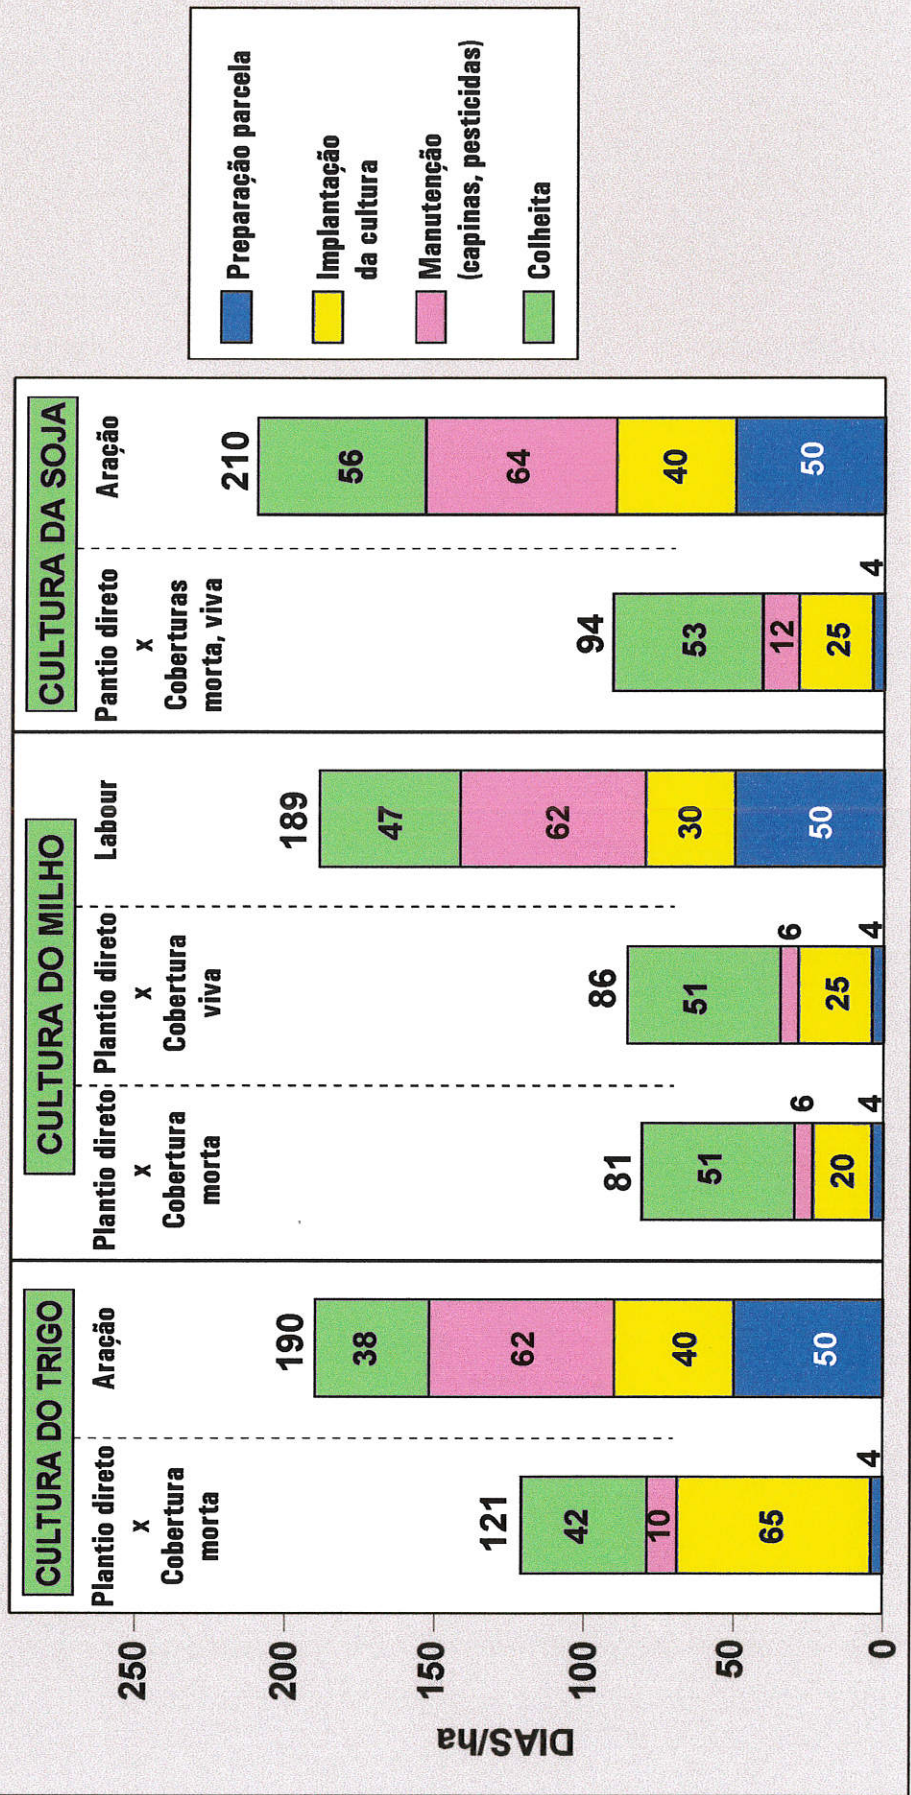 CULTURA DO TRIGO
Plantio direto
x
Cobertura
morta
Aração
CULTURA DO MILHO
Plantio direto
x
Cobertura
morta
Plantio direto
x
Cobertura
viva
Labour
CULTURA DA SOJA
Pantio direto
x
Coberturas
morta, viva
Aração
DIAS/ha
250
200
150
100
50
0
121
42
10
65
4
190
38
62
40
50
81
51
6
20
4
86
51
6
25
4
189
47
62
30
50
94
53
12
25
4
210
56
64
40
50
Preparação parcela
Implantação
da cultura
Manutenção
(capinas, pesticidas)
Colheita